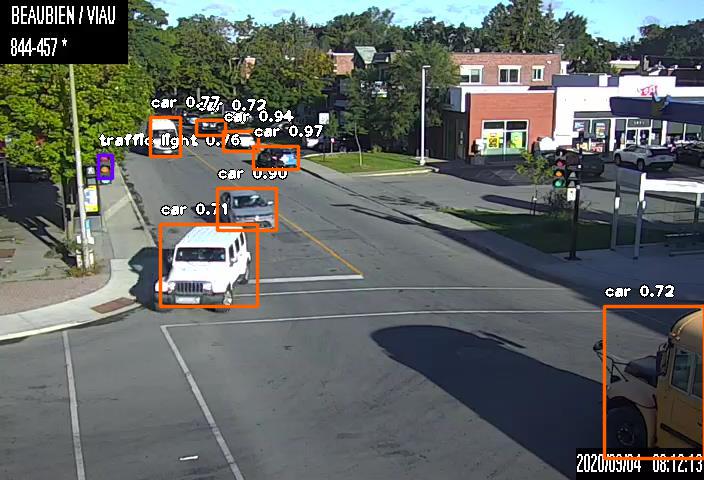 BEAUBIEN / VIAU
844-457 *
car 0.77
0.72
car 0.94
car 0.97
traffic light 0.76
car 0.90
car 0.71
car 0.72
2020/09/04 08:12:13